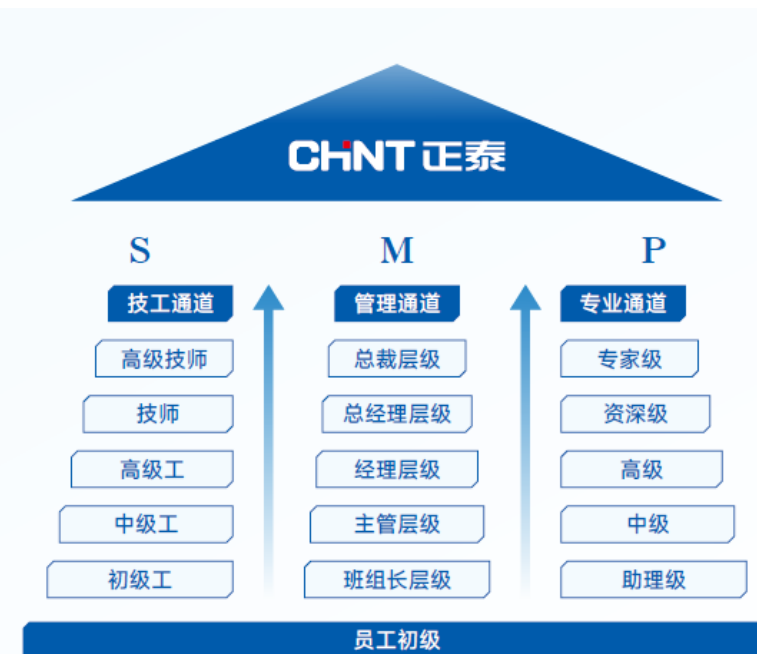 CHNT 正泰
S M P
技工通道 管理通道 专业通道
高级技师 总裁层级 专家级
技师 总经理层级 资深级
高级工 经理层级 高级
中级工 主管层级 中级
初级工 班组长层级 助理级
员工初级